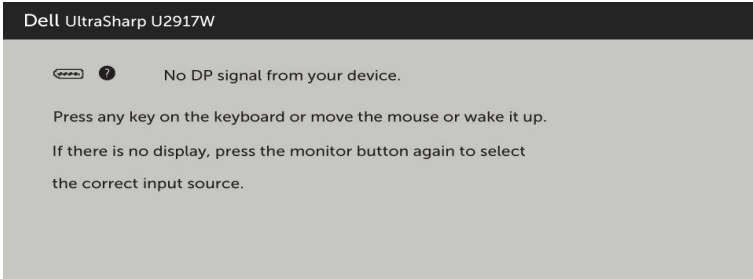 Dell UltraSharp U2917W
? No DP signal from your device.
Press any key on the keyboard or move the mouse or wake it up.
If there is no display, press the monitor button again to select
the correct input source.